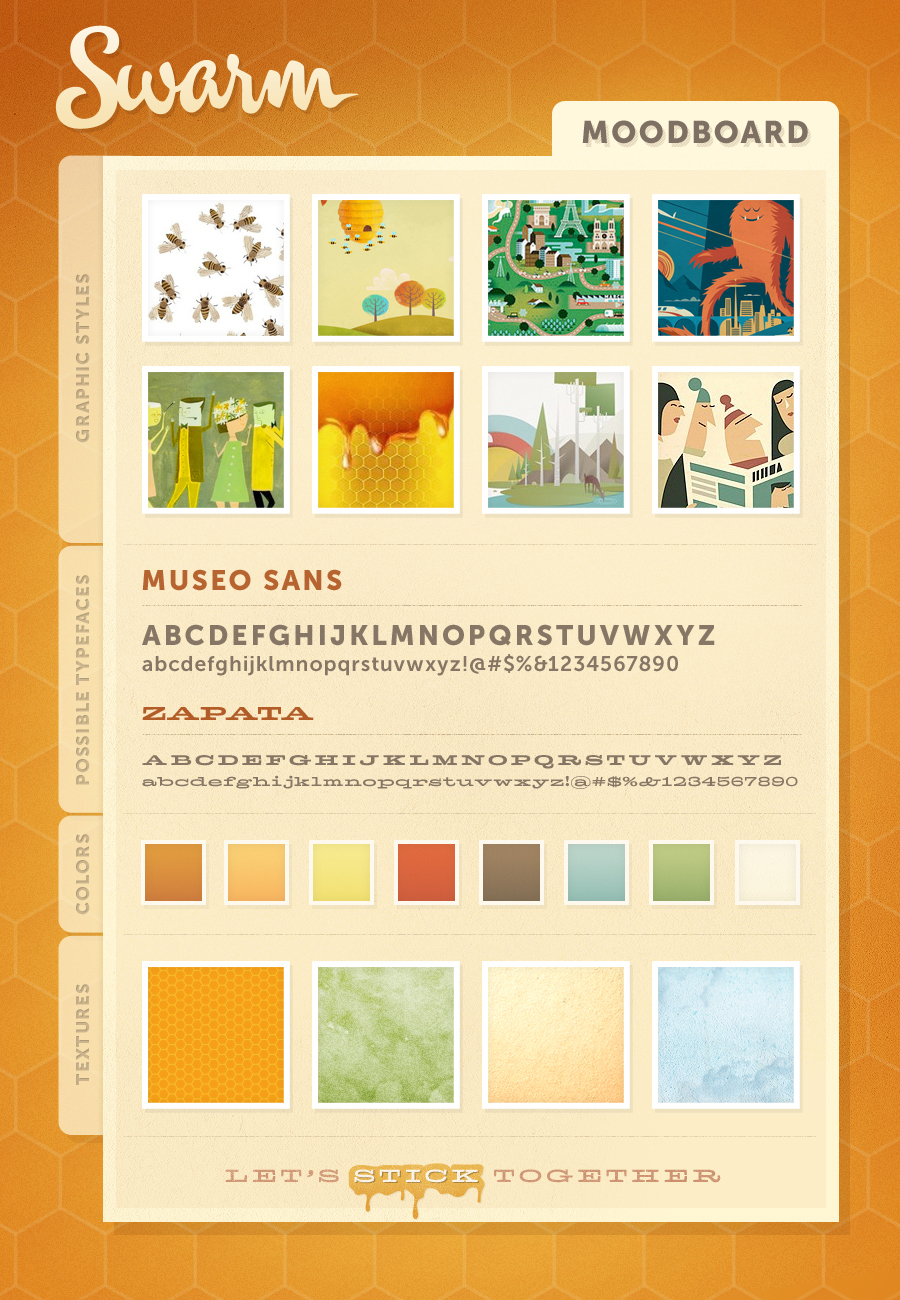 Swarm
MOODBOARD
GRAPHIC STYLES
POSSIBLE TYPEFACES
MUSEO SANS
ABCDEFGHIJKLMNOPQRSTUVWXYZ
abcdefghijklmnopqrstuvwxyz!@#$%&1234567890
ZAPATA
ABCDEFGHIJKLMNOPQRSTUVWXYZ
abcdefghijklmnopqrstuvwxyz!@#$%&1234567890
COLORS
TEXTURES
LET'S STICK TOGETHER